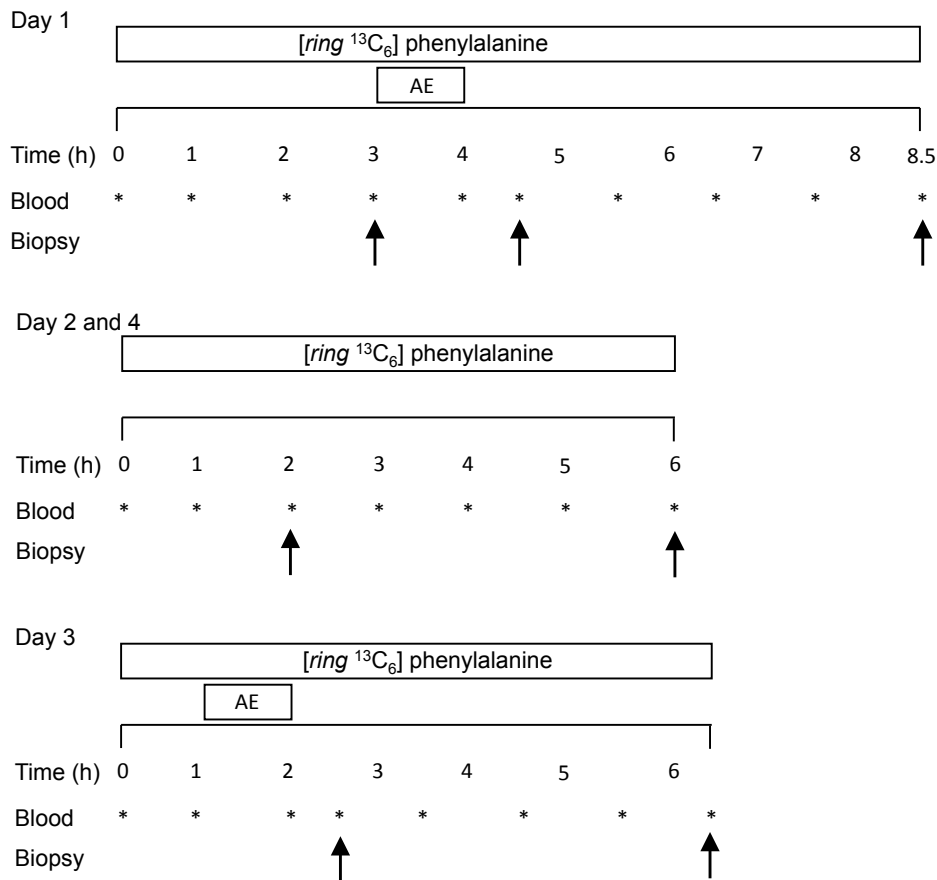 Day 1
[ring ¹³C₆] phenylalanine
AE
Time (h) 0 1 2 3 4 5 6 7 8 8.5
Blood * * * * * * * * * *
Biopsy
Day 2 and 4
[ring ¹³C₆] phenylalanine
Time (h) 0 1 2 3 4 5 6
Blood * * * * * * *
Biopsy
Day 3
[ring ¹³C₆] phenylalanine
AE
Time (h) 0 1 2 3 4 5 6
Blood * * * * * * * *
Biopsy